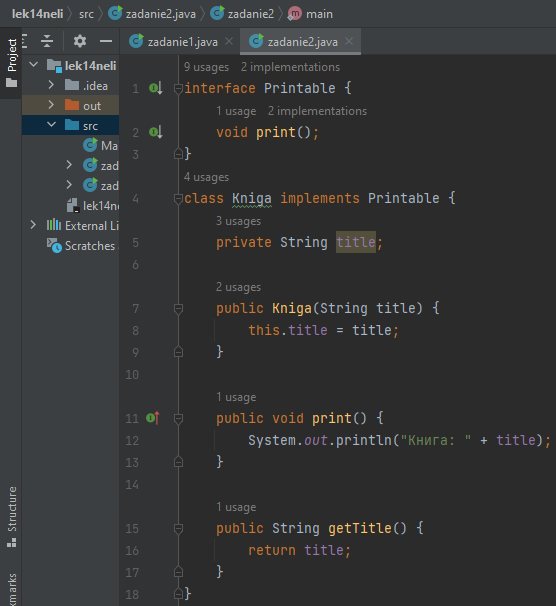 lek14neli > src > zadanie2.java > zadanie2 > main
Project
zadanie1.java × zadanie2.java ×
lek14neli
.idea
out
src
Ma
zad
zad
lek14ne
External Li
Scratches
Structure
kmarks
9 usages 2 implementations
1 interface Printable {
1 usage 2 implementations
2 void print();
3 }
4 usages
4 class Kniga implements Printable {
3 usages
5 private String title;
6
2 usages
7 public Kniga(String title) {
8 this.title = title;
9 }
10
1 usage
11 public void print() {
12 System.out.println("Книга: " + title);
13 }
14
1 usage
15 public String getTitle() {
16 return title;
17 }
18 }